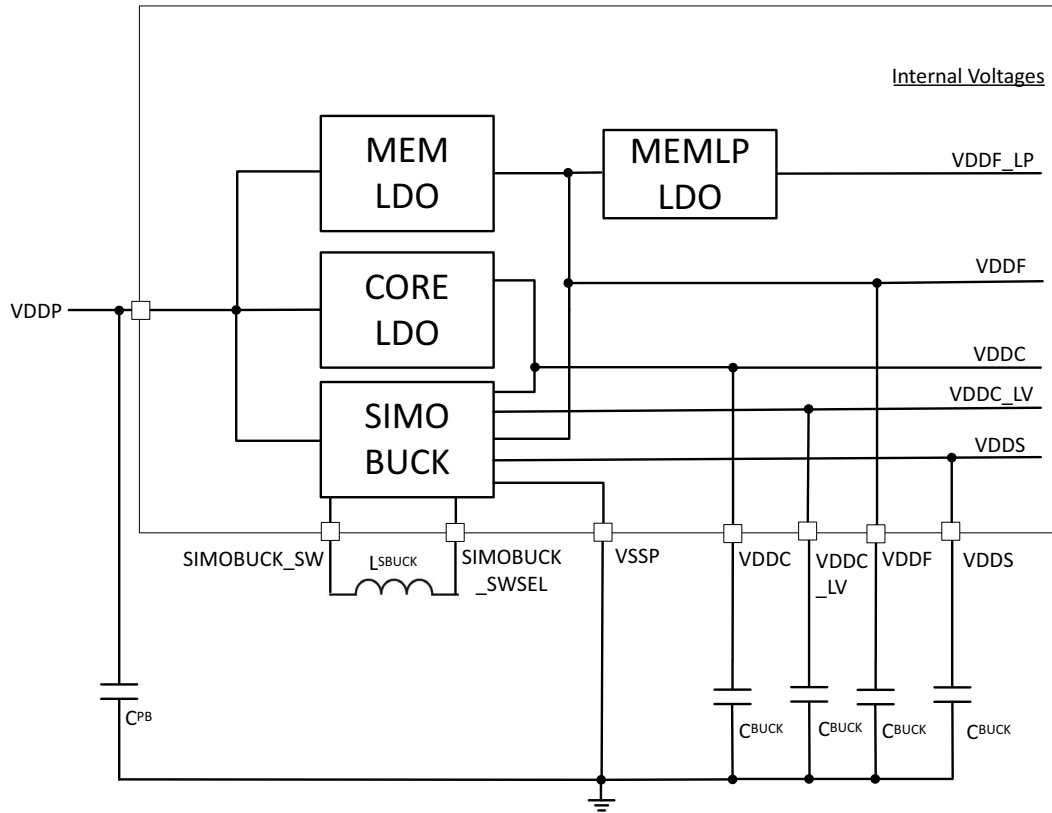 Internal Voltages
MEM
LDO
MEMLP
LDO
VDDF_LP
CORE
LDO
VDDF
VDDP
VDDC
VDDC_LV
SIMO
BUCK
VDDS
SIMOBUCK_SW
LSBUCK
SIMOBUCK
_SWSEL
VSSP
VDDC
VDDC
_LV
VDDF
VDDS
CPB
CBUCK
CBUCK
CBUCK
CBUCK